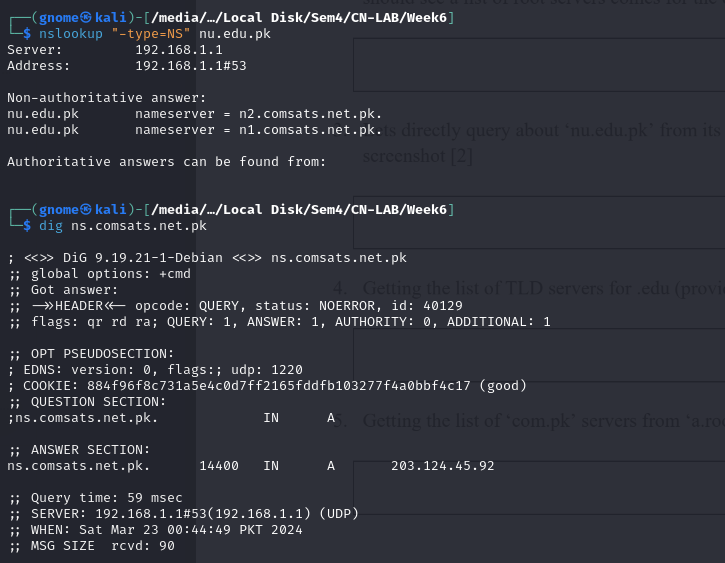 ┌──(gnome㉿kali)-[/media/…/Local Disk/Sem4/CN-LAB/Week6]
└─$ nslookup "-type=NS" nu.edu.pk
Server:         192.168.1.1
Address:        192.168.1.1#53

Non-authoritative answer:
nu.edu.pk       nameserver = n2.comsats.net.pk.
nu.edu.pk       nameserver = n1.comsats.net.pk.

Authoritative answers can be found from:

┌──(gnome㉿kali)-[/media/…/Local Disk/Sem4/CN-LAB/Week6]
└─$ dig ns.comsats.net.pk

; <<>> DiG 9.19.21-1-Debian <<>> ns.comsats.net.pk
;; global options: +cmd
;; Got answer:
;; ->>HEADER<<- opcode: QUERY, status: NOERROR, id: 40129
;; flags: qr rd ra; QUERY: 1, ANSWER: 1, AUTHORITY: 0, ADDITIONAL: 1

;; OPT PSEUDOSECTION:
; EDNS: version: 0, flags:; udp: 1220
; COOKIE: 884f96f8c731a5e4c0d7ff2165fddfb103277f4a0bbf4c17 (good)
;; QUESTION SECTION:
;ns.comsats.net.pk.             IN      A

;; ANSWER SECTION:
ns.comsats.net.pk.      14400   IN      A       203.124.45.92

;; Query time: 59 msec
;; SERVER: 192.168.1.1#53(192.168.1.1) (UDP)
;; WHEN: Sat Mar 23 00:44:49 PKT 2024
;; MSG SIZE  rcvd: 90
should see a list of root servers comes for the
directly query about ‘nu.edu.pk’ from its
screenshot [2]
4. Getting the list of TLD servers for .edu
5. Getting the list of ‘com.pk’ servers from